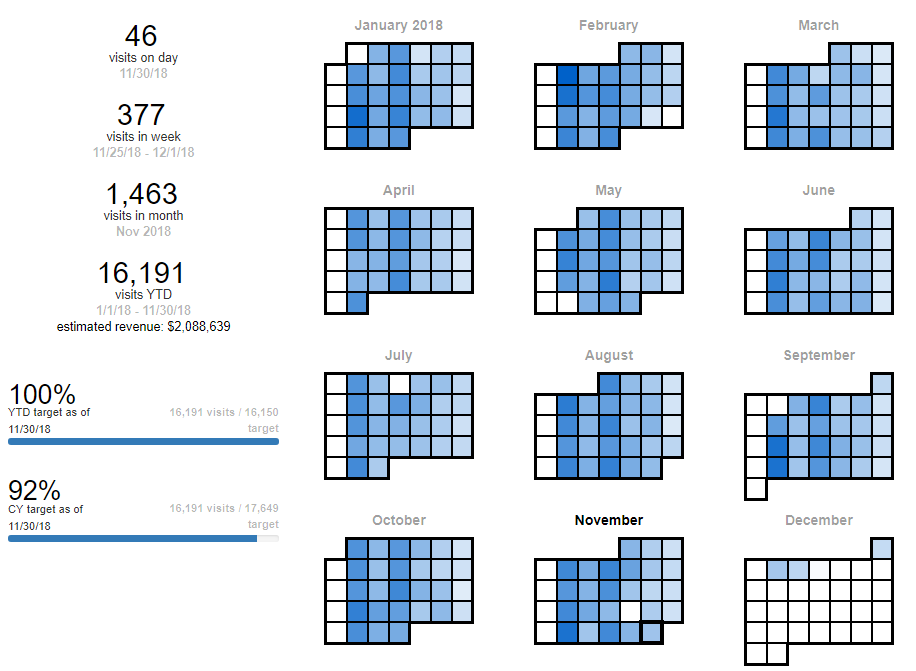 46
visits on day
11/30/18
377
visits in week
11/25/18 - 12/1/18
1,463
visits in month
Nov 2018
16,191
visits YTD
1/1/18 - 11/30/18
estimated revenue: $2,088,639
100%
YTD target as of
11/30/18
16,191 visits / 16,150
target
92%
CY target as of
11/30/18
16,191 visits / 17,649
target
January 2018
February
March
April
May
June
July
August
September
October
November
December